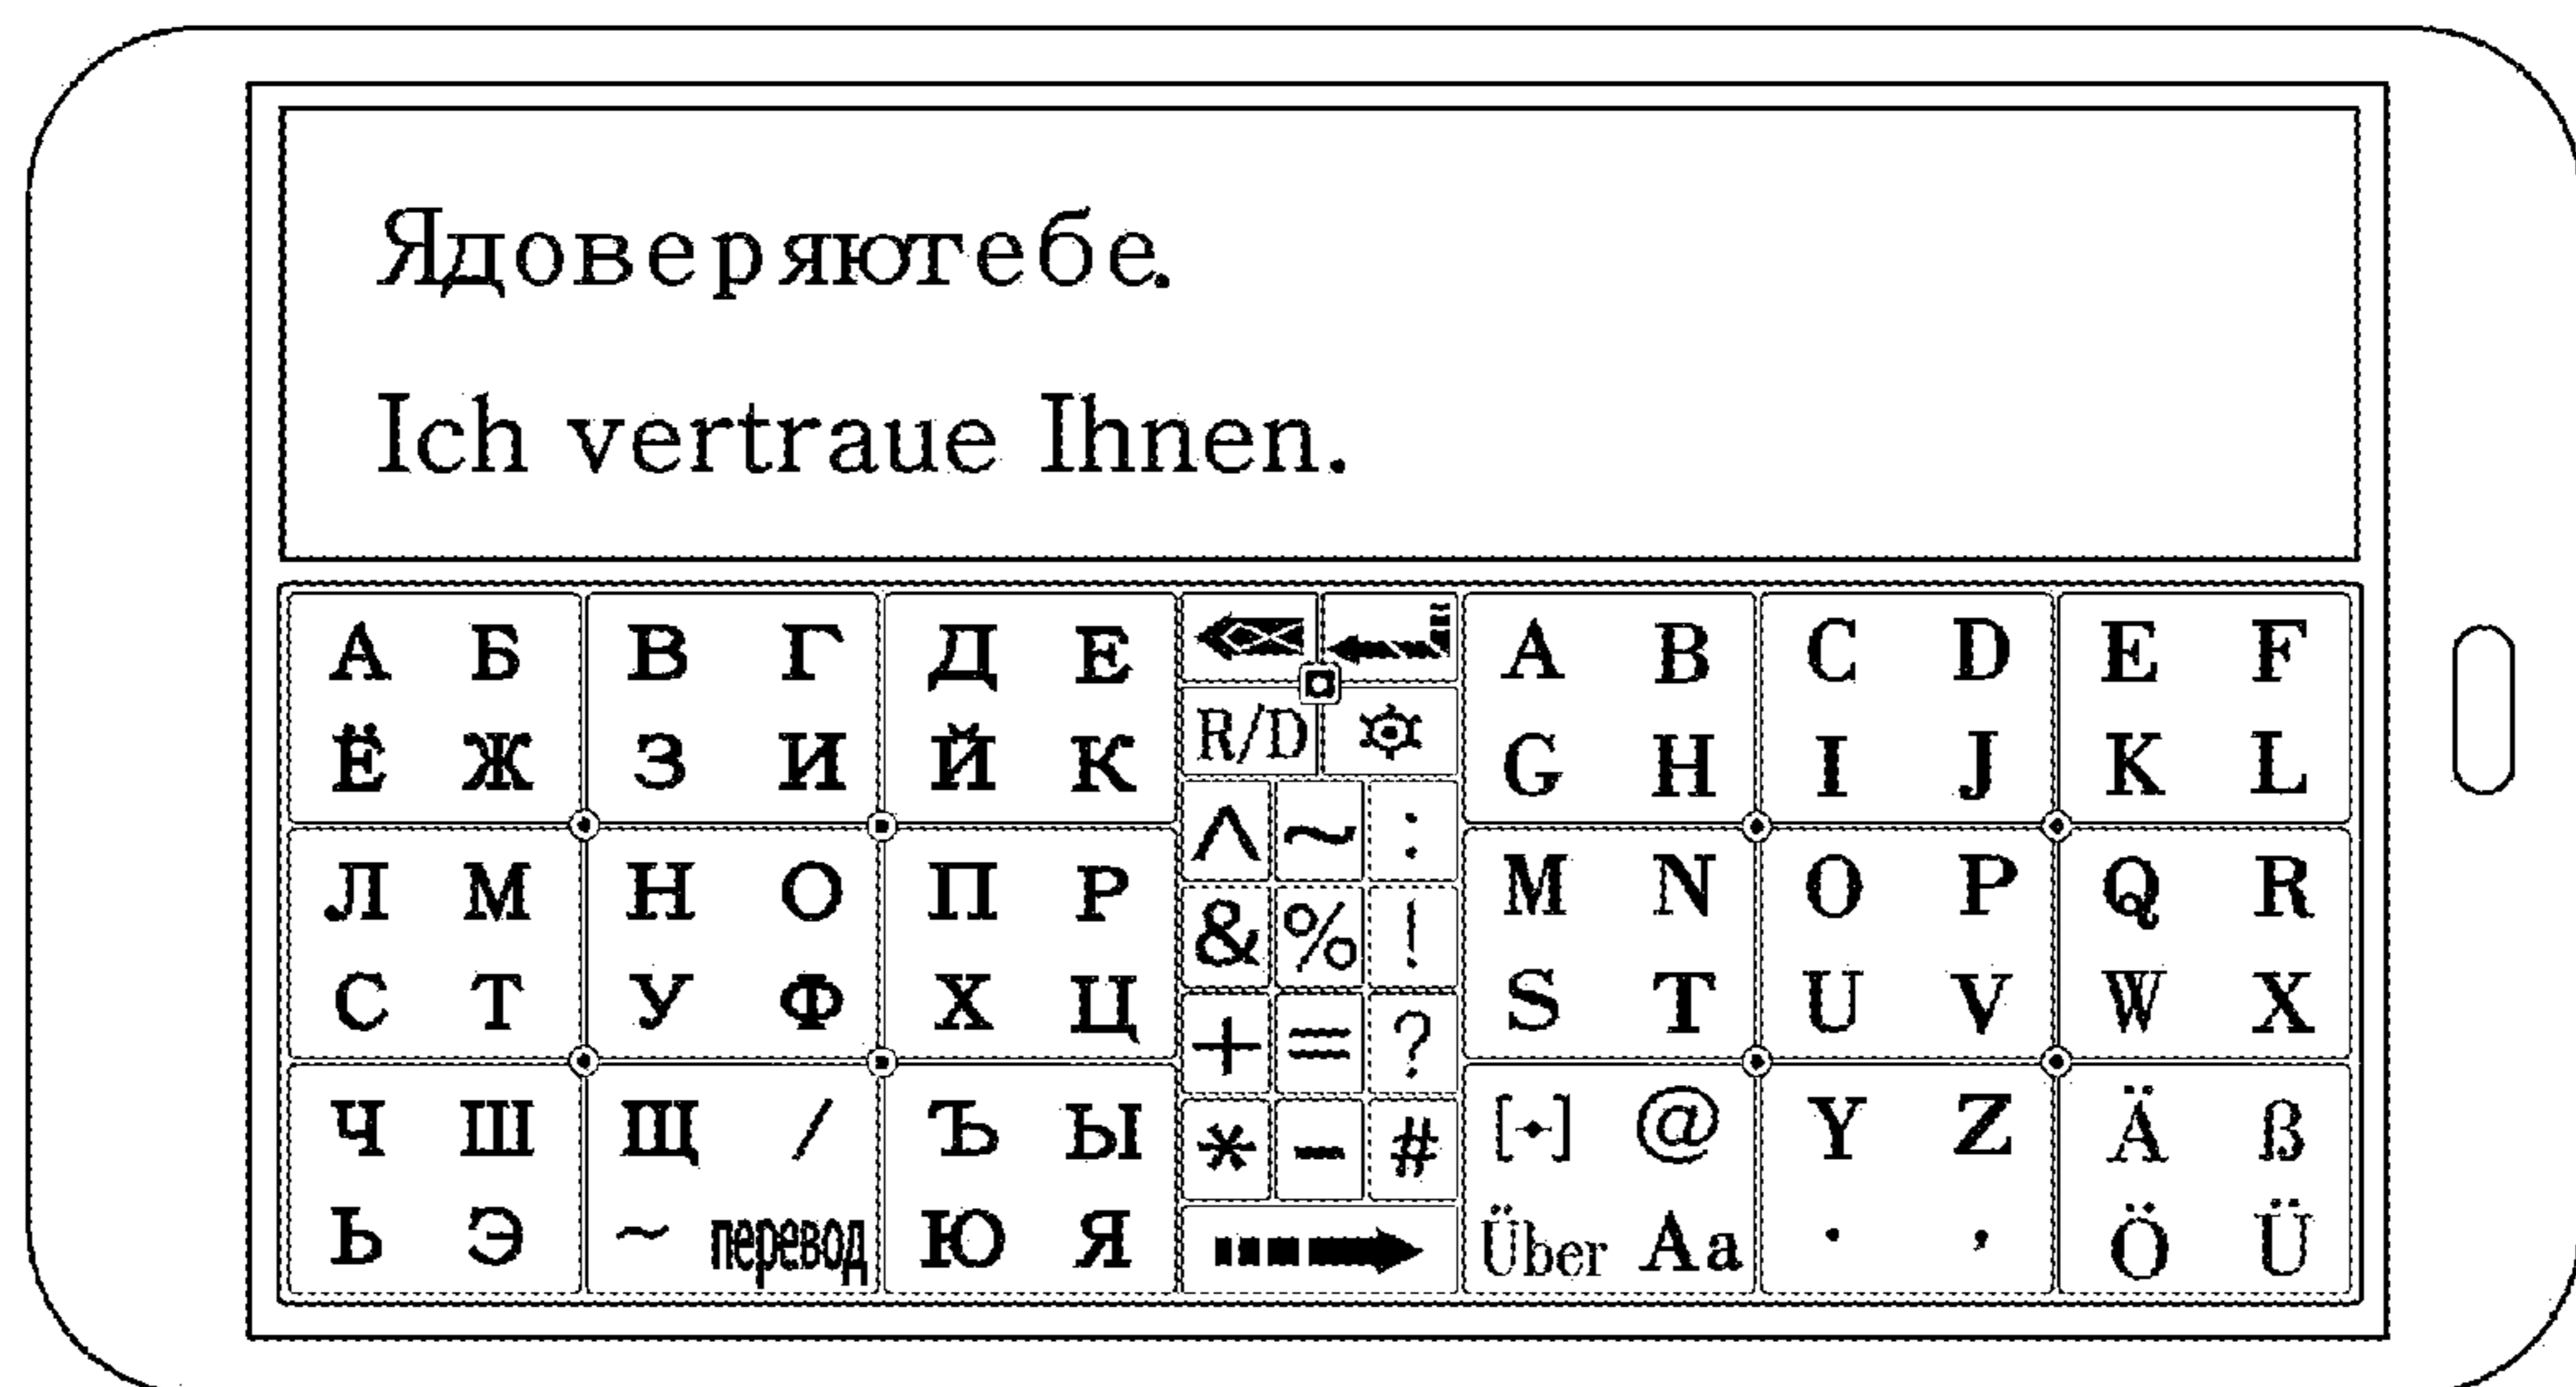 Ядоверяютебе.
Ich vertraue Ihnen.
А Б В Г Д Е A B C D E F
Ё Ж З И Й К R/D G H I J K L
^ ~ :
Л М Н О П Р & % ! M N O P Q R
С Т У Ф Х Ц + = ? S T U V W X
Ч Ш Щ / Ъ Ы * - # [·] @ Y Z Ä ß
Ь Э ~ перевод Ю Я Über Aa . , Ö Ü